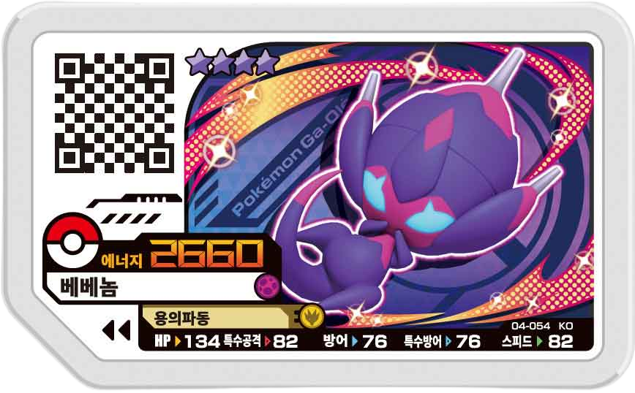 Pokémon Ga-Olé
에너지 2660
베베놈
용의파동
04-054 KO
HP 134 특수공격 82 방어 76 특수방어 76 스피드 82